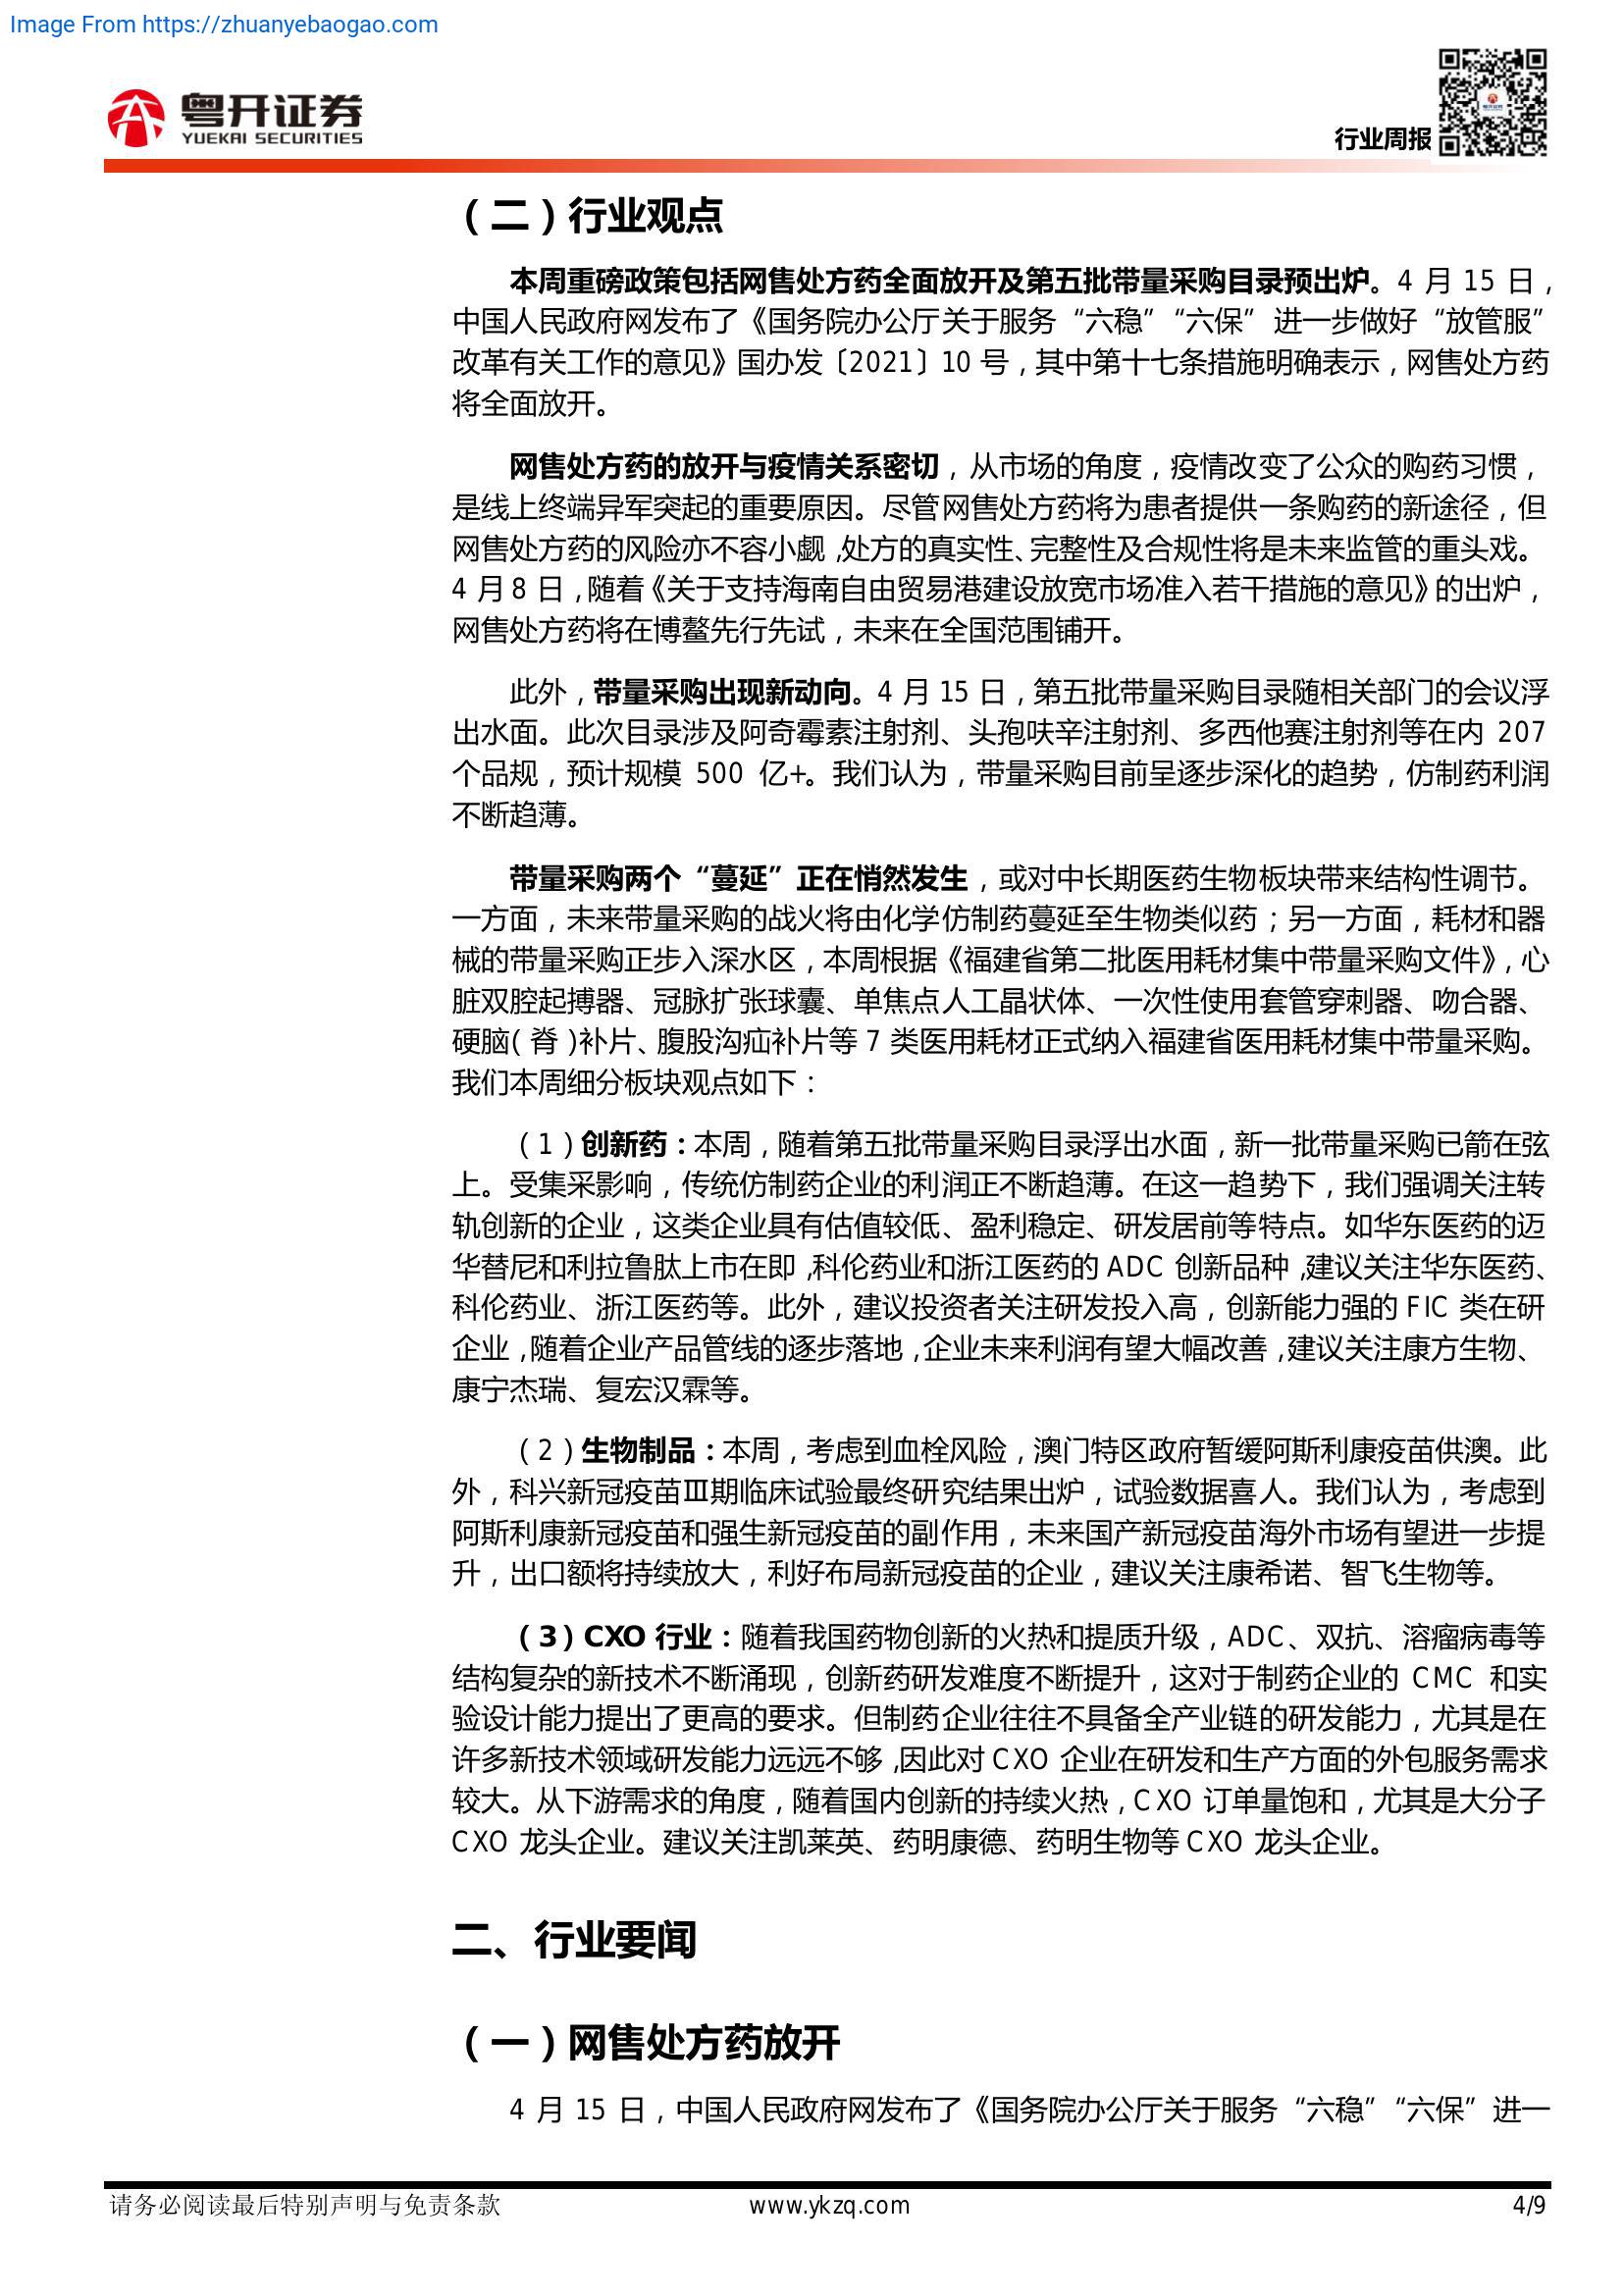 Image From https://zhuanyebaogao.com
粤开证券
YUEKAI SECURITIES
行业周报
（二）行业观点
本周重磅政策包括网售处方药全面放开及第五批带量采购目录预出炉。4 月 15 日，
中国人民政府网发布了《国务院办公厅关于服务“六稳”“六保”进一步做好“放管服”
改革有关工作的意见》国办发〔2021〕10 号，其中第十七条措施明确表示，网售处方药
将全面放开。
网售处方药的放开与疫情关系密切，从市场的角度，疫情改变了公众的购药习惯，
是线上终端异军突起的重要原因。尽管网售处方药将为患者提供一条购药的新途径，但
网售处方药的风险亦不容小觑，处方的真实性、完整性及合规性将是未来监管的重头戏。
4 月 8 日，随着《关于支持海南自由贸易港建设放宽市场准入若干措施的意见》的出炉，
网售处方药将在博鳌先行先试，未来在全国范围铺开。
此外，带量采购出现新动向。4 月 15 日，第五批带量采购目录随相关部门的会议浮
出水面。此次目录涉及阿奇霉素注射剂、头孢呋辛注射剂、多西他赛注射剂等在内 207
个品规，预计规模 500 亿+。我们认为，带量采购目前呈逐步深化的趋势，仿制药利润
不断趋薄。
带量采购两个“蔓延”正在悄然发生，或对中长期医药生物板块带来结构性调节。
一方面，未来带量采购的战火将由化学仿制药蔓延至生物类似药；另一方面，耗材和器
械的带量采购正步入深水区，本周根据《福建省第二批医用耗材集中带量采购文件》，心
脏双腔起搏器、冠脉扩张球囊、单焦点人工晶状体、一次性使用套管穿刺器、吻合器、
硬脑(脊)补片、腹股沟疝补片等 7 类医用耗材正式纳入福建省医用耗材集中带量采购。
我们本周细分板块观点如下：
（1）创新药：本周，随着第五批带量采购目录浮出水面，新一批带量采购已箭在弦
上。受集采影响，传统仿制药企业的利润正不断趋薄。在这一趋势下，我们强调关注转
轨创新的企业，这类企业具有估值较低、盈利稳定、研发居前等特点。如华东医药的迈
华替尼和利拉鲁肽上市在即，科伦药业和浙江医药的 ADC 创新品种，建议关注华东医药、
科伦药业、浙江医药等。此外，建议投资者关注研发投入高，创新能力强的 FIC 类在研
企业，随着企业产品管线的逐步落地，企业未来利润有望大幅改善，建议关注康方生物、
康宁杰瑞、复宏汉霖等。
（2）生物制品：本周，考虑到血栓风险，澳门特区政府暂缓阿斯利康疫苗供澳。此
外，科兴新冠疫苗Ⅲ期临床试验最终研究结果出炉，试验数据喜人。我们认为，考虑到
阿斯利康新冠疫苗和强生新冠疫苗的副作用，未来国产新冠疫苗海外市场有望进一步提
升，出口额将持续放大，利好布局新冠疫苗的企业，建议关注康希诺、智飞生物等。
（3）CXO 行业：随着我国药物创新的火热和提质升级，ADC、双抗、溶瘤病毒等
结构复杂的新技术不断涌现，创新药研发难度不断提升，这对于制药企业的 CMC 和实
验设计能力提出了更高的要求。但制药企业往往不具备全产业链的研发能力，尤其是在
许多新技术领域研发能力远远不够，因此对 CXO 企业在研发和生产方面的外包服务需求
较大。从下游需求的角度，随着国内创新的持续火热，CXO 订单量饱和，尤其是大分子
CXO 龙头企业。建议关注凯莱英、药明康德、药明生物等 CXO 龙头企业。
二、行业要闻
（一）网售处方药放开
4 月 15 日，中国人民政府网发布了《国务院办公厅关于服务“六稳”“六保”进一
请务必阅读最后特别声明与免责条款
www.ykzq.com
4/9